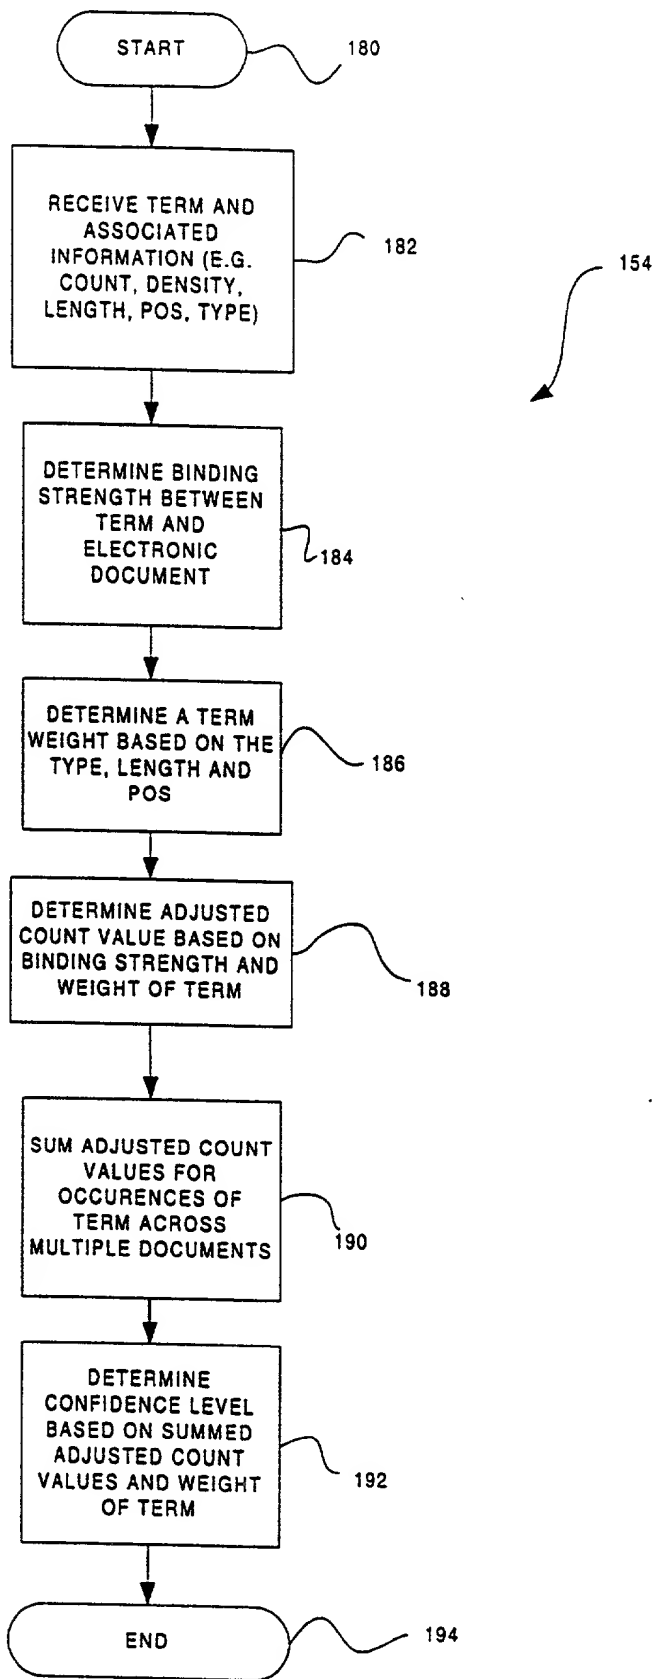 START
180
RECEIVE TERM AND
ASSOCIATED
INFORMATION (E.G.
COUNT, DENSITY,
LENGTH, POS, TYPE)
182
154
DETERMINE BINDING
STRENGTH BETWEEN
TERM AND
ELECTRONIC
DOCUMENT
184
DETERMINE A TERM
WEIGHT BASED ON THE
TYPE, LENGTH AND
POS
186
DETERMINE ADJUSTED
COUNT VALUE BASED ON
BINDING STRENGTH AND
WEIGHT OF TERM
188
SUM ADJUSTED COUNT
VALUES FOR
OCCURENCES OF
TERM ACROSS
MULTIPLE DOCUMENTS
190
DETERMINE
CONFIDENCE LEVEL
BASED ON SUMMED
ADJUSTED COUNT
VALUES AND WEIGHT
OF TERM
192
END
194